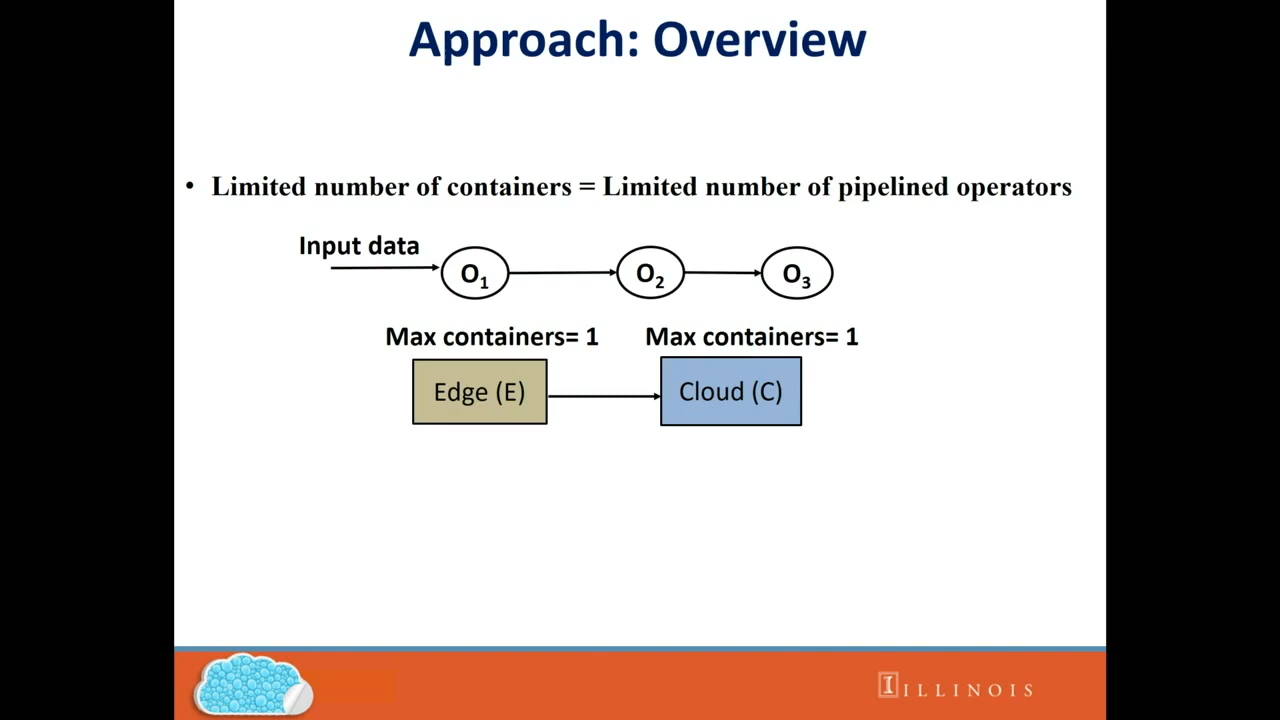 Approach: Overview
• Limited number of containers = Limited number of pipelined operators
Input data
O1 O2 O3
Max containers= 1 Max containers= 1
Edge (E) Cloud (C)
I ILLINOIS